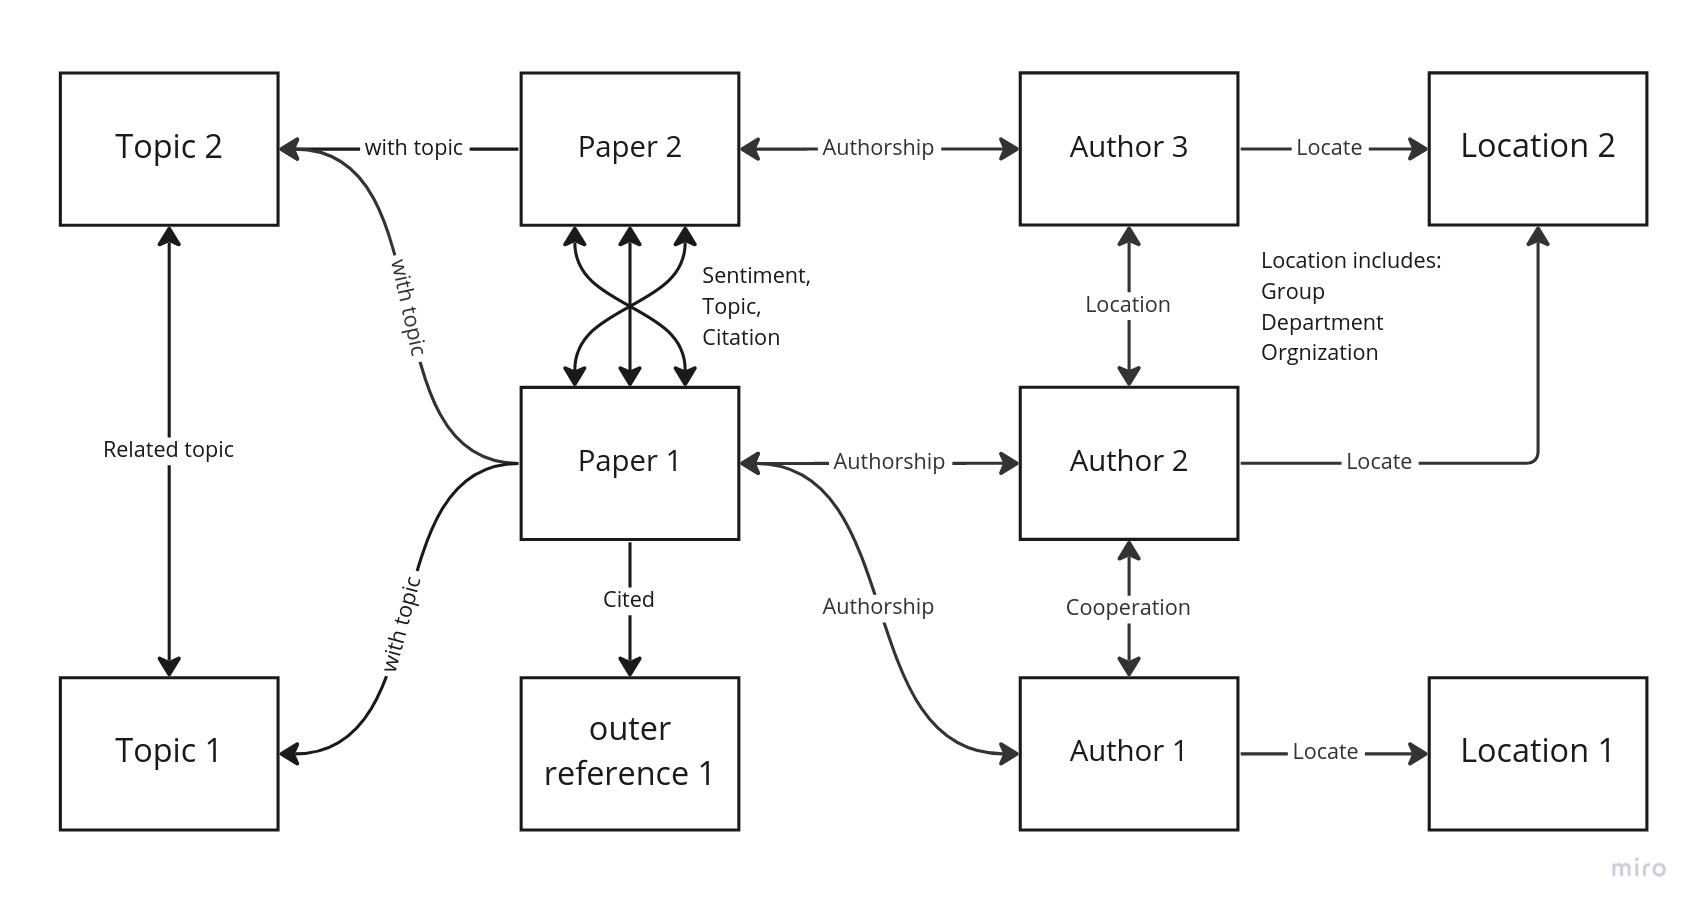 Topic 2
with topic
Paper 2
Authorship
Author 3
Locate
Location 2
with topic
Sentiment,
Topic,
Citation
Location
Location includes:
Group
Department
Orgnization
Related topic
Paper 1
Authorship
Author 2
Locate
with topic
Cited
Authorship
Cooperation
Topic 1
outer
reference 1
Author 1
Locate
Location 1
miro